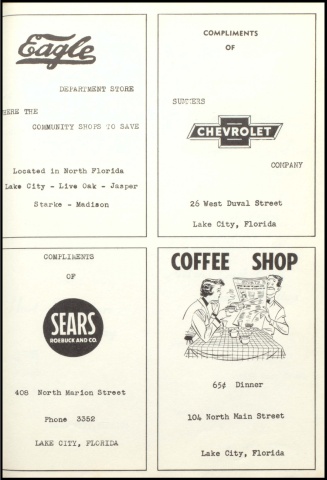 Eagle
DEPARTMENT STORE
HERE THE
COMMUNITY SHOPS TO SAVE
Located in North Florida
Lake City - Live Oak - Jasper
Starke - Madison
COMPLIMENTS
OF
SUMMERS
CHEVROLET
COMPANY
26 West Duval Street
Lake City, Florida
COMPLIMENTS
OF
SEARS
ROEBUCK AND CO.
408 North Marion Street
Phone 3352
LAKE CITY, FLORIDA
COFFEE SHOP
65¢ Dinner
104 North Main Street
Lake City, Florida